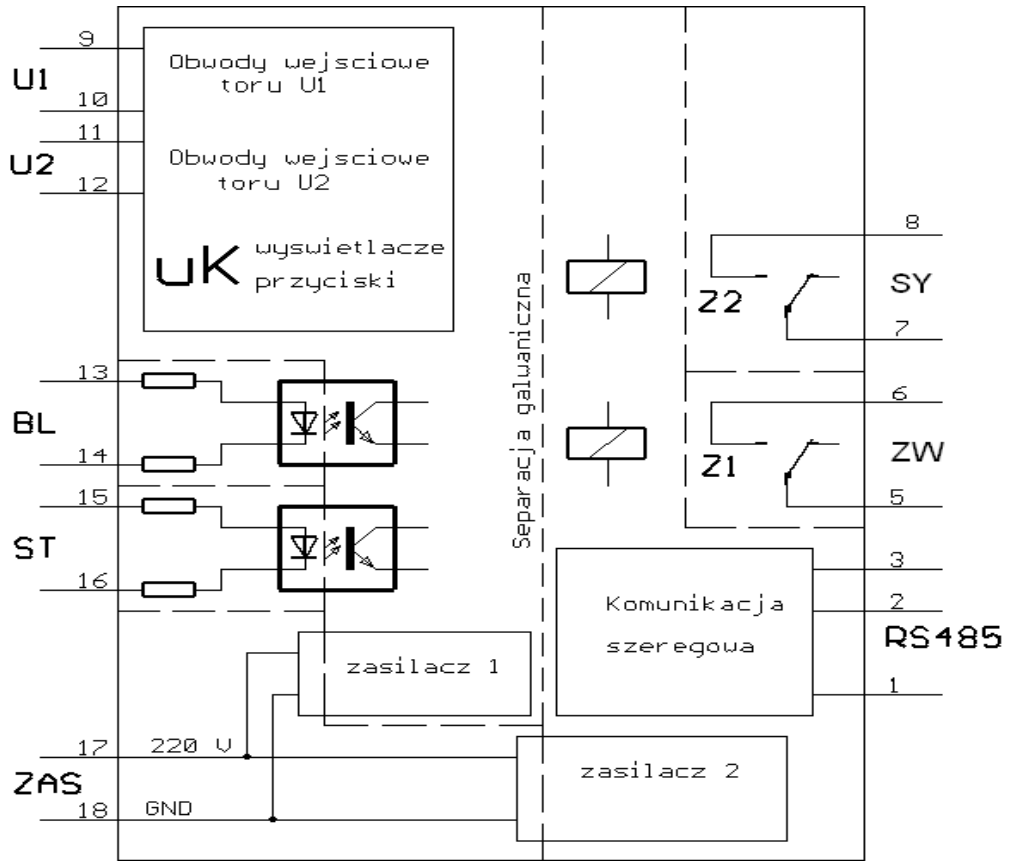 9
U1
10
11
U2
12
Obwody wejsciowe
toru U1
Obwody wejsciowe
toru U2
uK
wyswietlacze
przyciski
13
BL
14
15
ST
16
Separacja galwaniczna
8
SY
Z2
7
6
ZW
Z1
5
3
2
RS485
1
Komunikacja
szeregowa
zasilacz 1
17
220 V
ZAS
18
GND
zasilacz 2